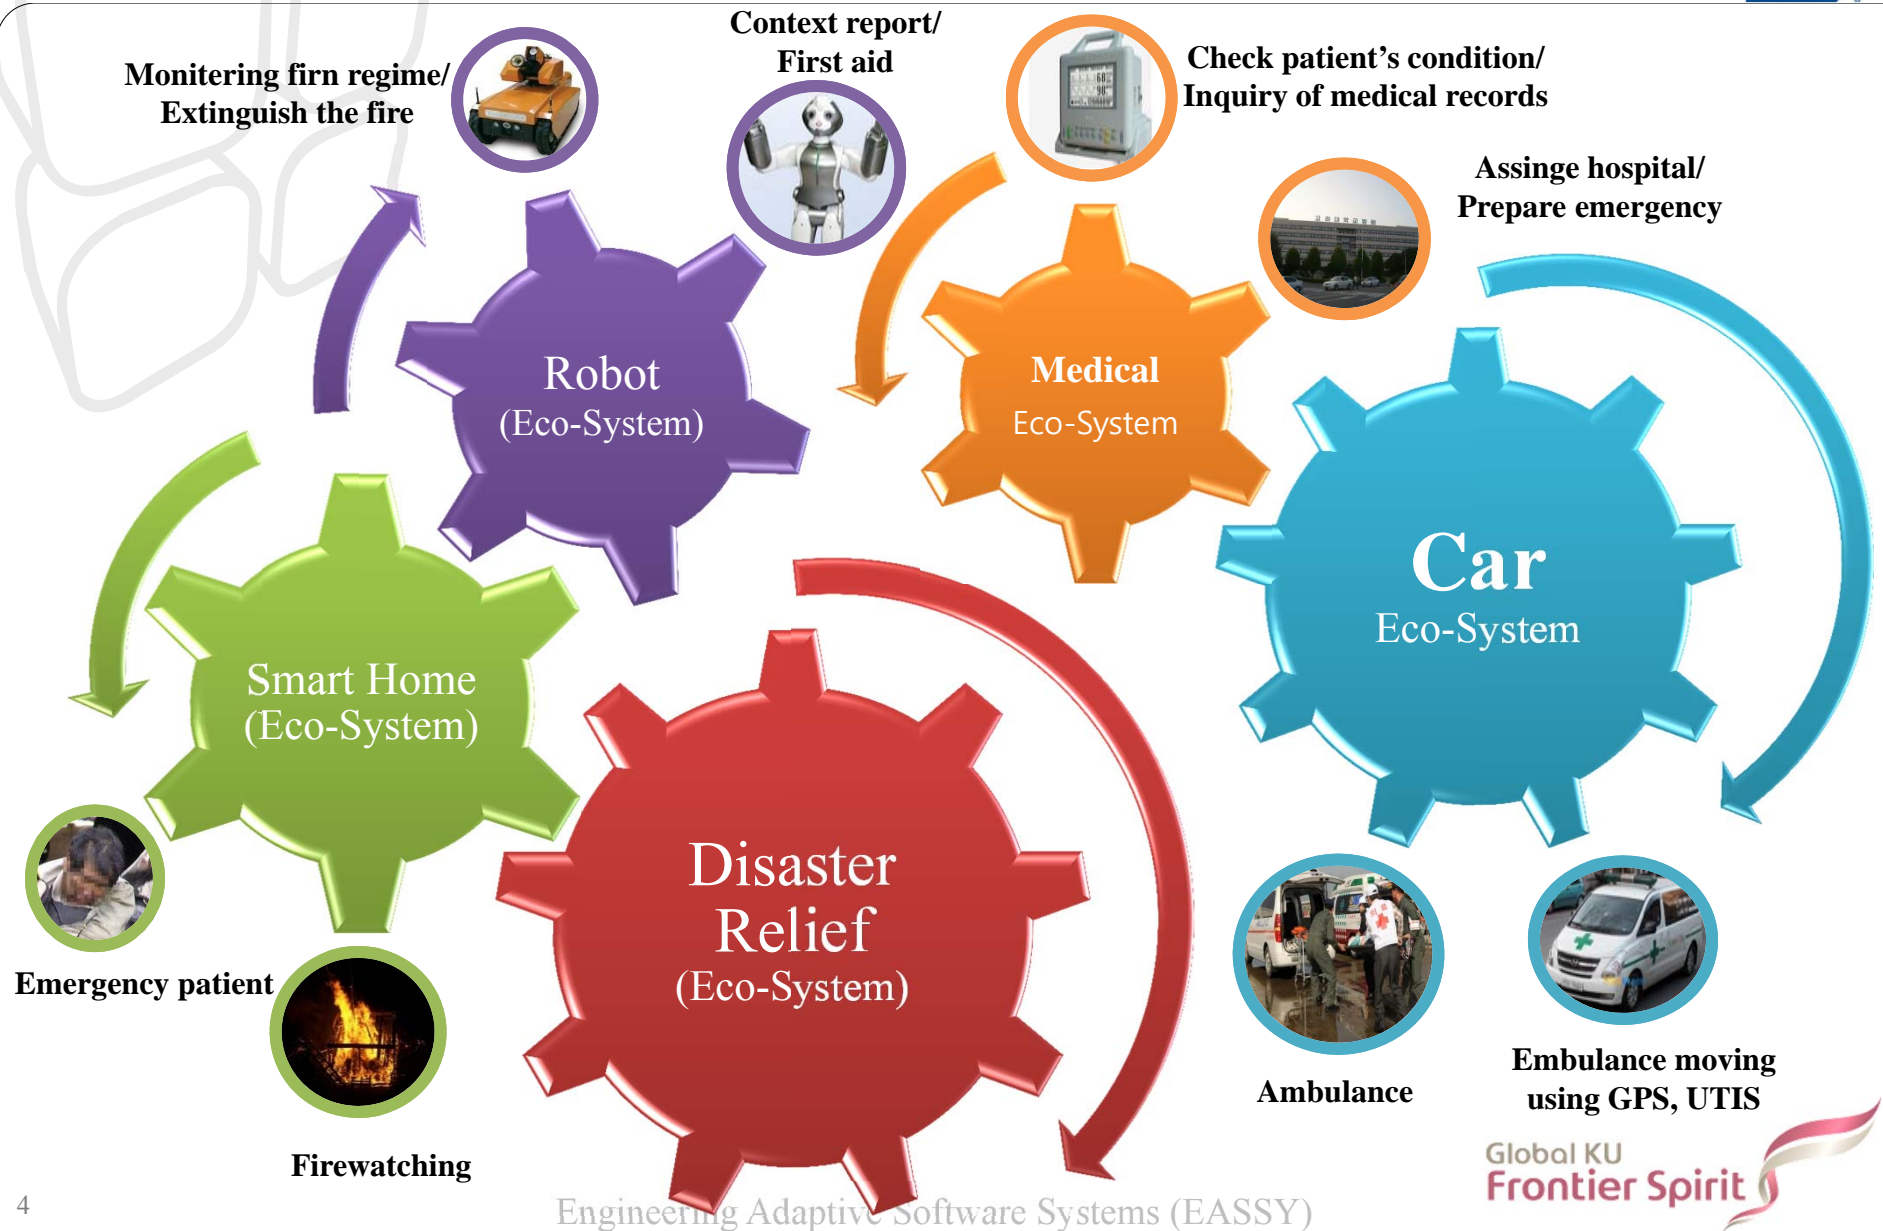 Context report/
First aid
Monitering firn regime/
Extinguish the fire
Check patient's condition/
Inquiry of medical records
Assinge hospital/
Prepare emergency
Robot
(Eco-System)
Medical
Eco-System
Car
Eco-System
Smart Home
(Eco-System)
Disaster
Relief
(Eco-System)
Emergency patient
Firewatching
Ambulance
Embulance moving
using GPS, UTIS
Global KU
Frontier Spirit
4
Engineering Adaptive Software Systems (EASSY)